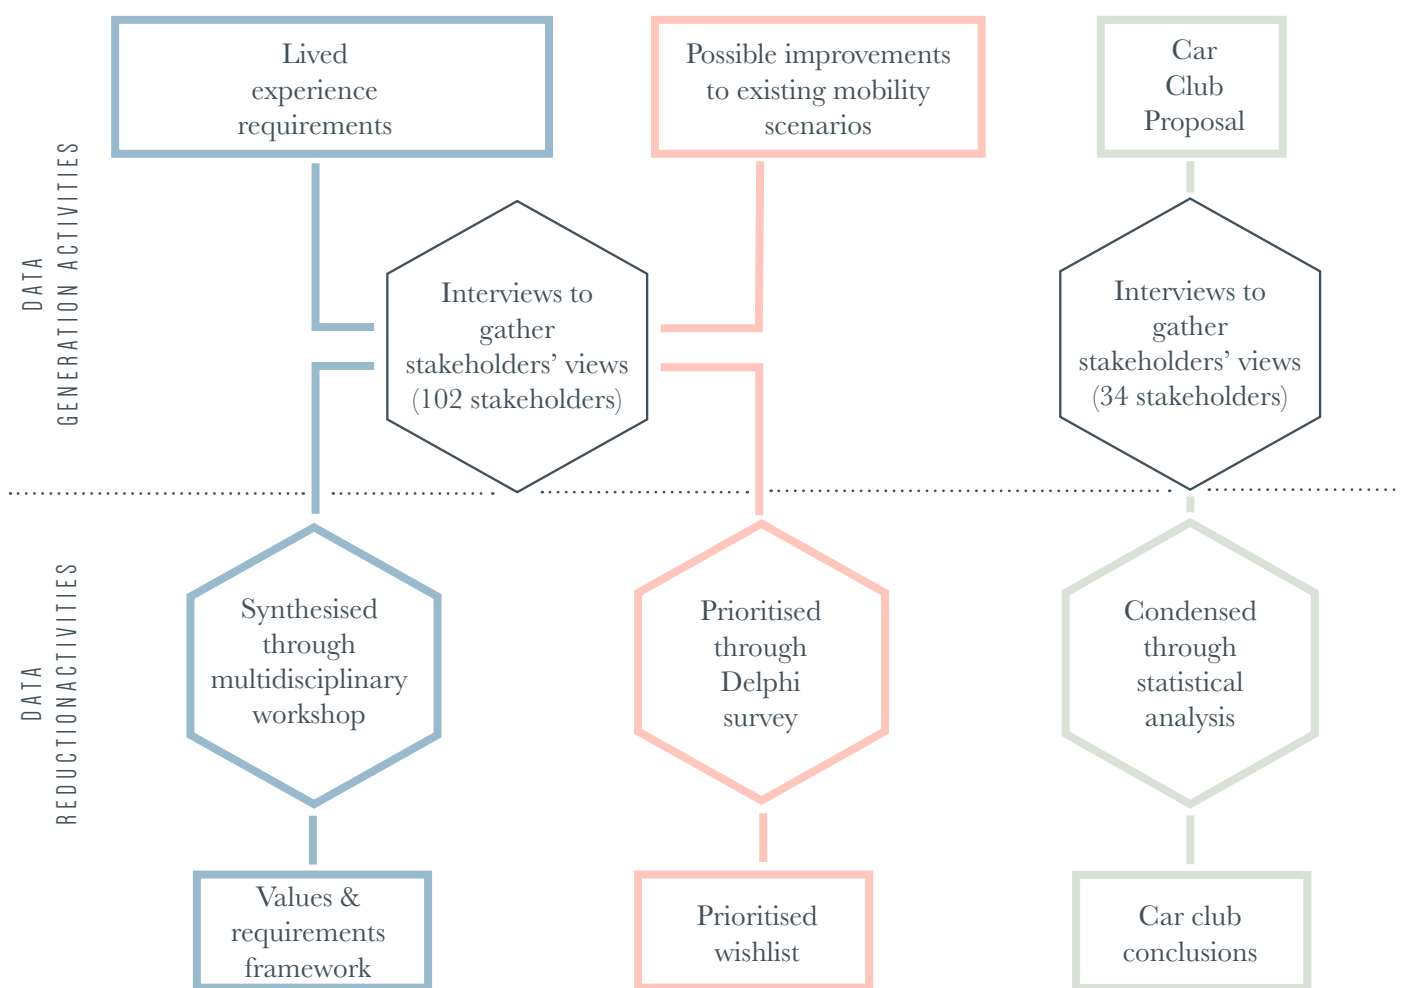 Lived
experience
requirements
Possible improvements
to existing mobility
scenarios
Car
Club
Proposal
DATA
GENERATION ACTIVITIES
Interviews to
gather
stakeholders’ views
(102 stakeholders)
Interviews to
gather
stakeholders’ views
(34 stakeholders)
DATA
REDUCTIONACTIVITIES
Synthesised
through
multidisciplinary
workshop
Prioritised
through
Delphi
survey
Condensed
through
statistical
analysis
Values &
requirements
framework
Prioritised
wishlist
Car club
conclusions